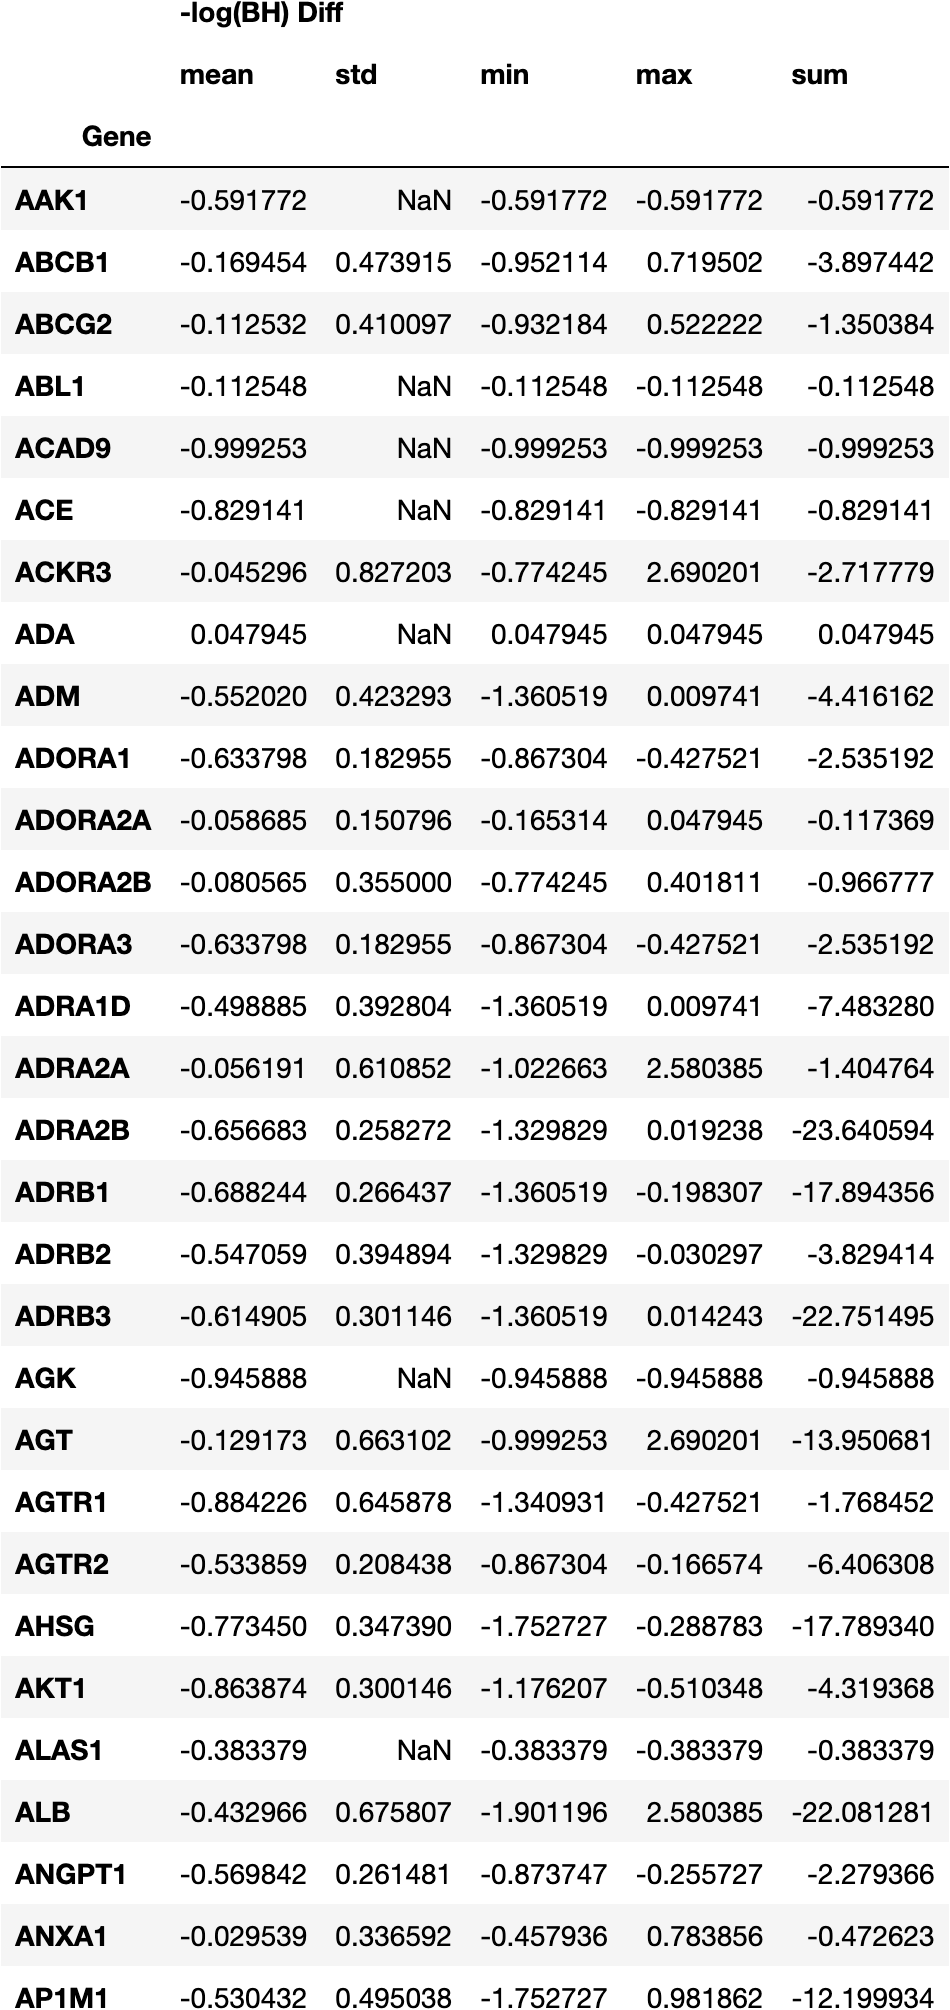 -log(BH) Diff
mean std min max sum
Gene
AAK1 -0.591772 NaN -0.591772 -0.591772 -0.591772
ABCB1 -0.169454 0.473915 -0.952114 0.719502 -3.897442
ABCG2 -0.112532 0.410097 -0.932184 0.522222 -1.350384
ABL1 -0.112548 NaN -0.112548 -0.112548 -0.112548
ACAD9 -0.999253 NaN -0.999253 -0.999253 -0.999253
ACE -0.829141 NaN -0.829141 -0.829141 -0.829141
ACKR3 -0.045296 0.827203 -0.774245 2.690201 -2.717779
ADA 0.047945 NaN 0.047945 0.047945 0.047945
ADM -0.552020 0.423293 -1.360519 0.009741 -4.416162
ADORA1 -0.633798 0.182955 -0.867304 -0.427521 -2.535192
ADORA2A -0.058685 0.150796 -0.165314 0.047945 -0.117369
ADORA2B -0.080565 0.355000 -0.774245 0.401811 -0.966777
ADORA3 -0.633798 0.182955 -0.867304 -0.427521 -2.535192
ADRA1D -0.498885 0.392804 -1.360519 0.009741 -7.483280
ADRA2A -0.056191 0.610852 -1.022663 2.580385 -1.404764
ADRA2B -0.656683 0.258272 -1.329829 0.019238 -23.640594
ADRB1 -0.688244 0.266437 -1.360519 -0.198307 -17.894356
ADRB2 -0.547059 0.394894 -1.329829 -0.030297 -3.829414
ADRB3 -0.614905 0.301146 -1.360519 0.014243 -22.751495
AGK -0.945888 NaN -0.945888 -0.945888 -0.945888
AGT -0.129173 0.663102 -0.999253 2.690201 -13.950681
AGTR1 -0.884226 0.645878 -1.340931 -0.427521 -1.768452
AGTR2 -0.533859 0.208438 -0.867304 -0.166574 -6.406308
AHSG -0.773450 0.347390 -1.752727 -0.288783 -17.789340
AKT1 -0.863874 0.300146 -1.176207 -0.510348 -4.319368
ALAS1 -0.383379 NaN -0.383379 -0.383379 -0.383379
ALB -0.432966 0.675807 -1.901196 2.580385 -22.081281
ANGPT1 -0.569842 0.261481 -0.873747 -0.255727 -2.279366
ANXA1 -0.029539 0.336592 -0.457936 0.783856 -0.472623
AP1M1 -0.530432 0.495038 -1.752727 0.981862 -12.199934